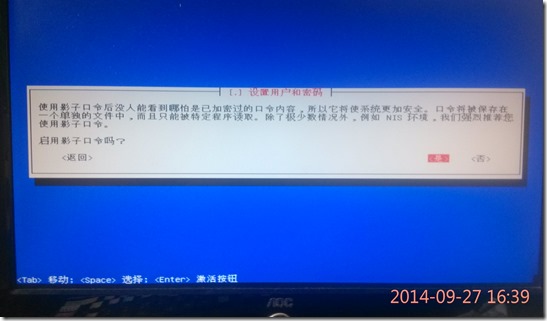 [.] 设置用户和密码
使用影子口令后没人能看到哪怕是已加密过的口令内容，所以它将使系统更加安全。口令将被保存在
一个单独的文件中，而且只能被特定程序读取。除了很少数情况外，例如 NIS 环境，我们强烈推荐您
使用影子口令。
启用影子口令吗？
<返回> <是> <否>
<Tab> 移动; <Space> 选择; <Enter> 激活按钮
AOC
2014-09-27 16:39